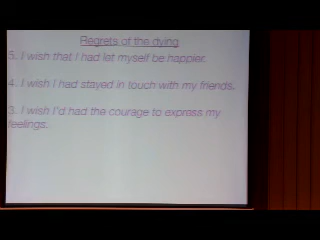 Regrets of the dying
5. I wish that I had let myself be happier.
4. I wish I had stayed in touch with my friends.
3. I wish I'd had the courage to express my
feelings.